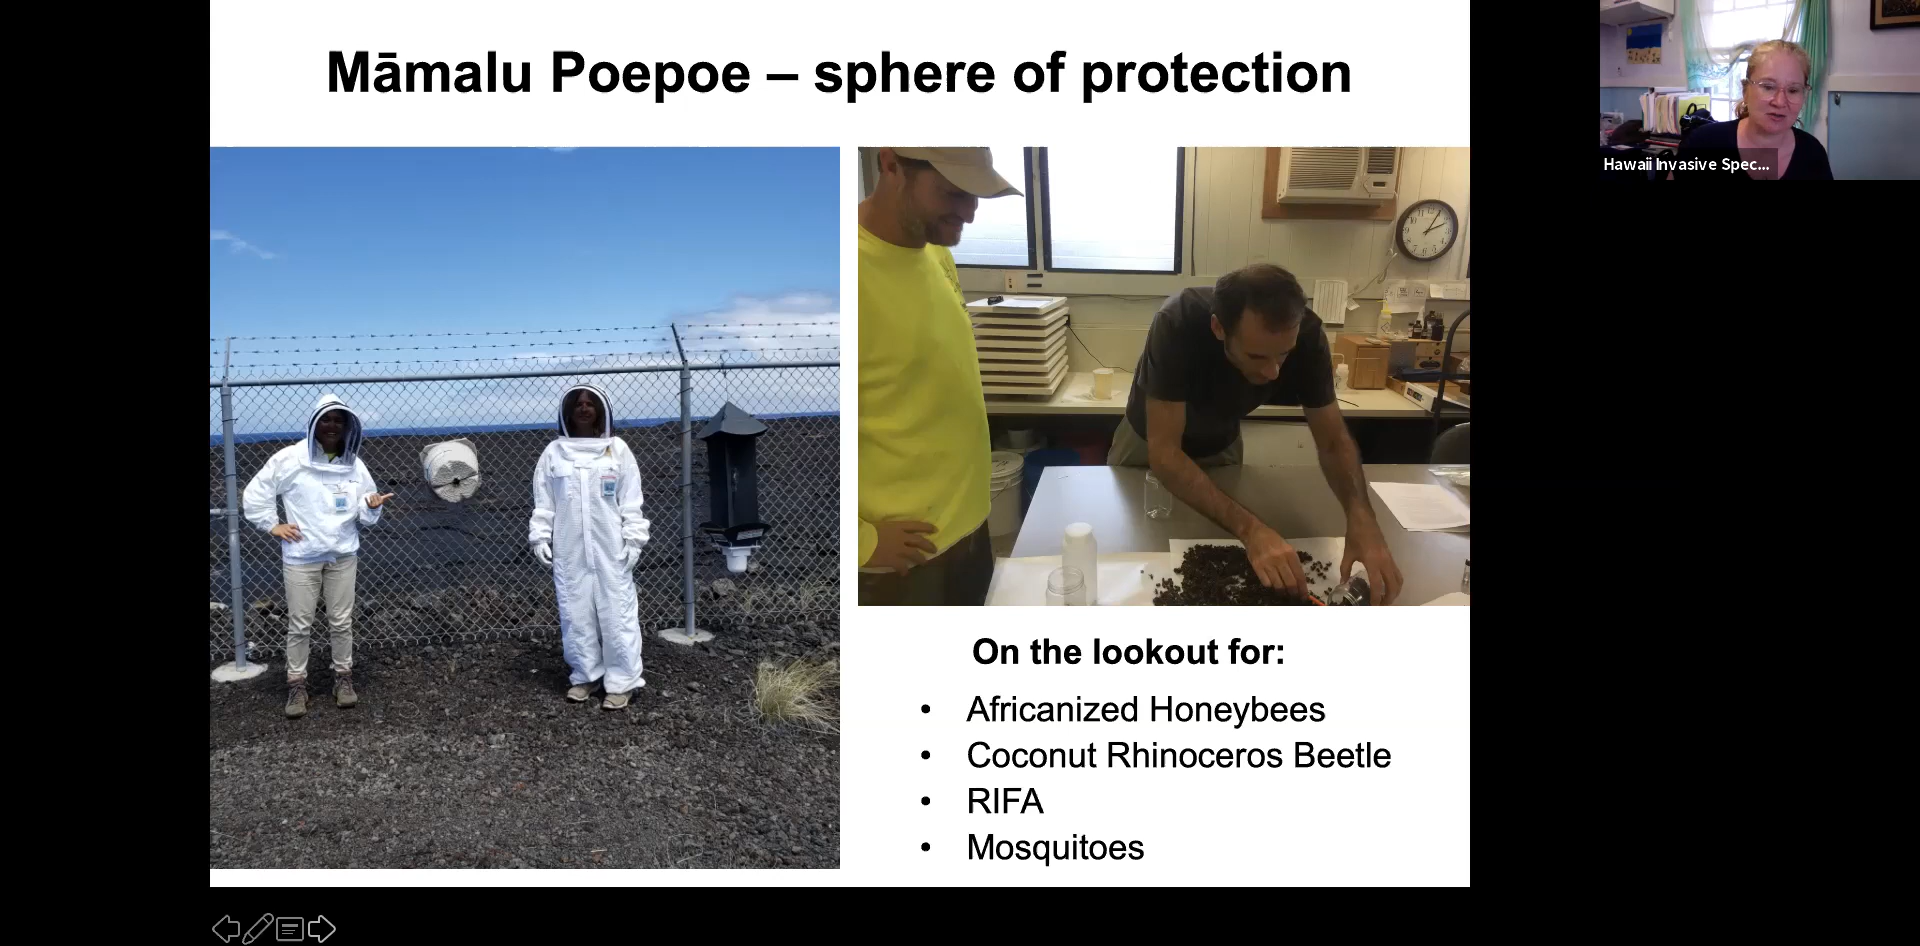 Māmalu Poepoe – sphere of protection
Hawaii Invasive Spec...
On the lookout for:
• Africanized Honeybees
• Coconut Rhinoceros Beetle
• RIFA
• Mosquitoes